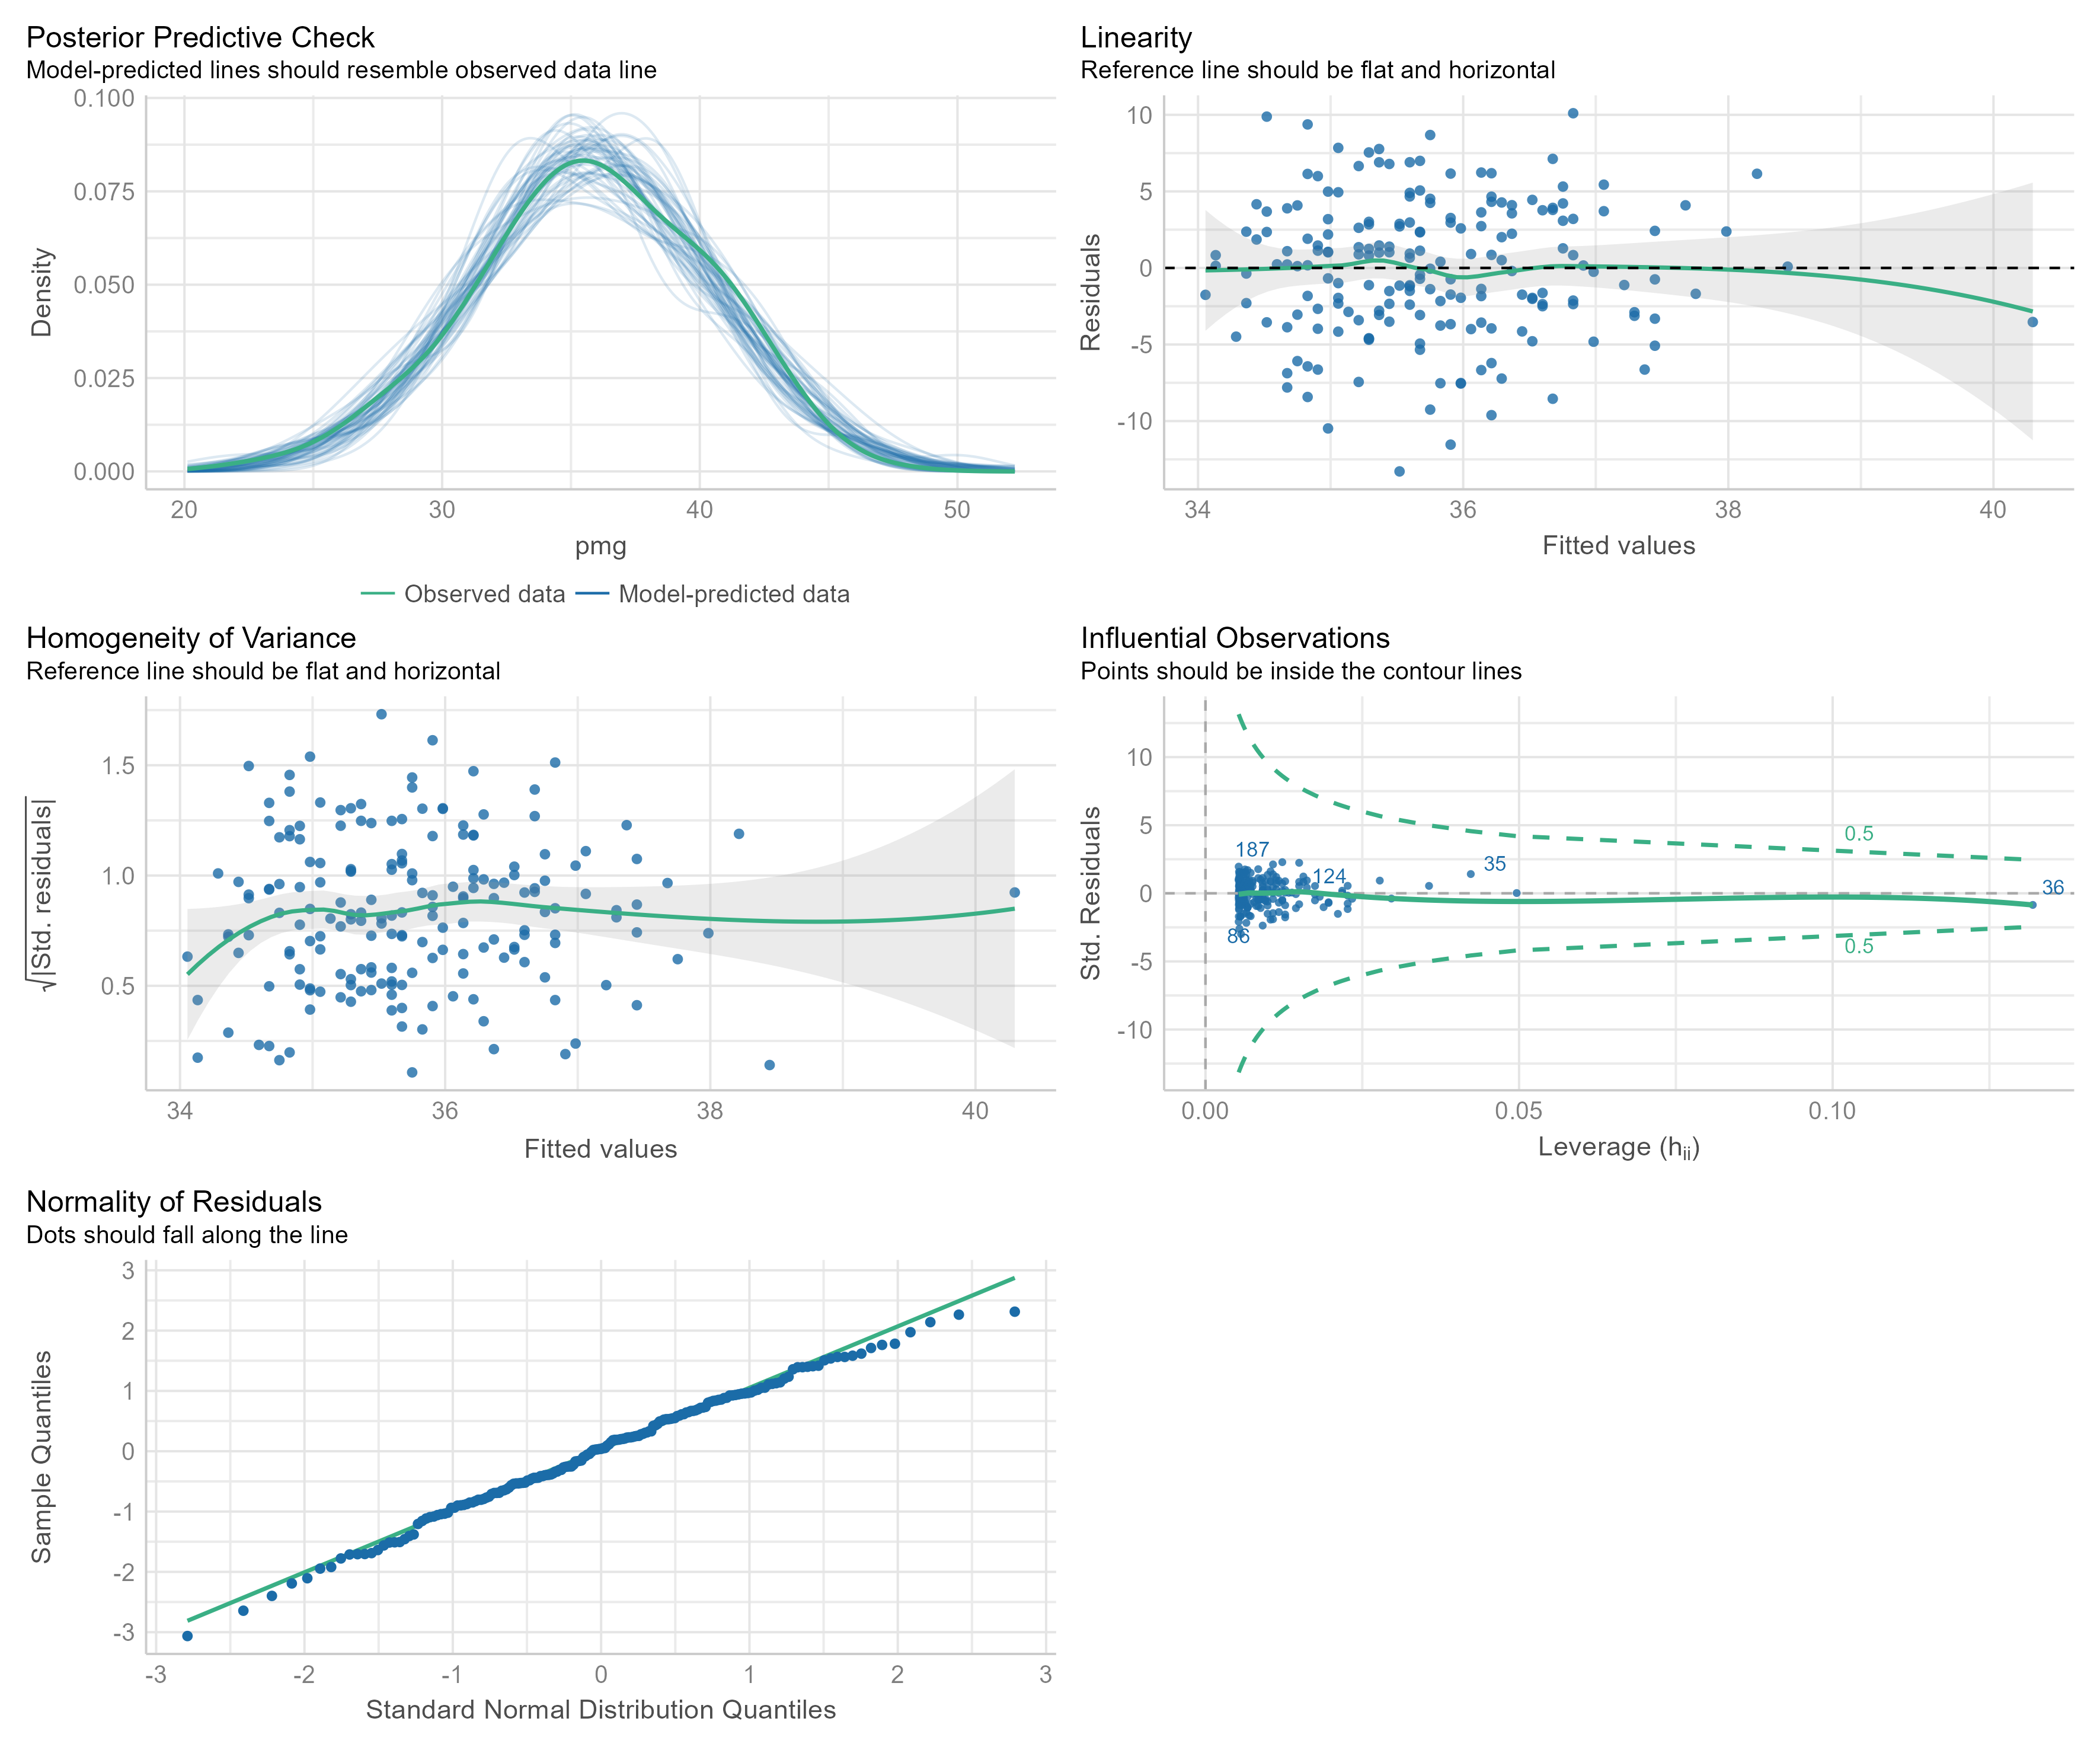 Posterior Predictive Check
Model-predicted lines should resemble observed data line
0.100
0.075
0.050
0.025
0.000
Density
20 30 40 50
pmg
Observed data Model-predicted data
Linearity
Reference line should be flat and horizontal
10
5
0
-5
-10
Residuals
34 36 38 40
Fitted values
Homogeneity of Variance
Reference line should be flat and horizontal
1.5
1.0
0.5
√|Std. residuals|
34 36 38 40
Fitted values
Influential Observations
Points should be inside the contour lines
10
5
0
-5
-10
Std. Residuals
0.5
187
35
124
36
86
0.5
0.00 0.05 0.10
Leverage (hᵢᵢ)
Normality of Residuals
Dots should fall along the line
3
2
1
0
-1
-2
-3
Sample Quantiles
-3 -2 -1 0 1 2 3
Standard Normal Distribution Quantiles